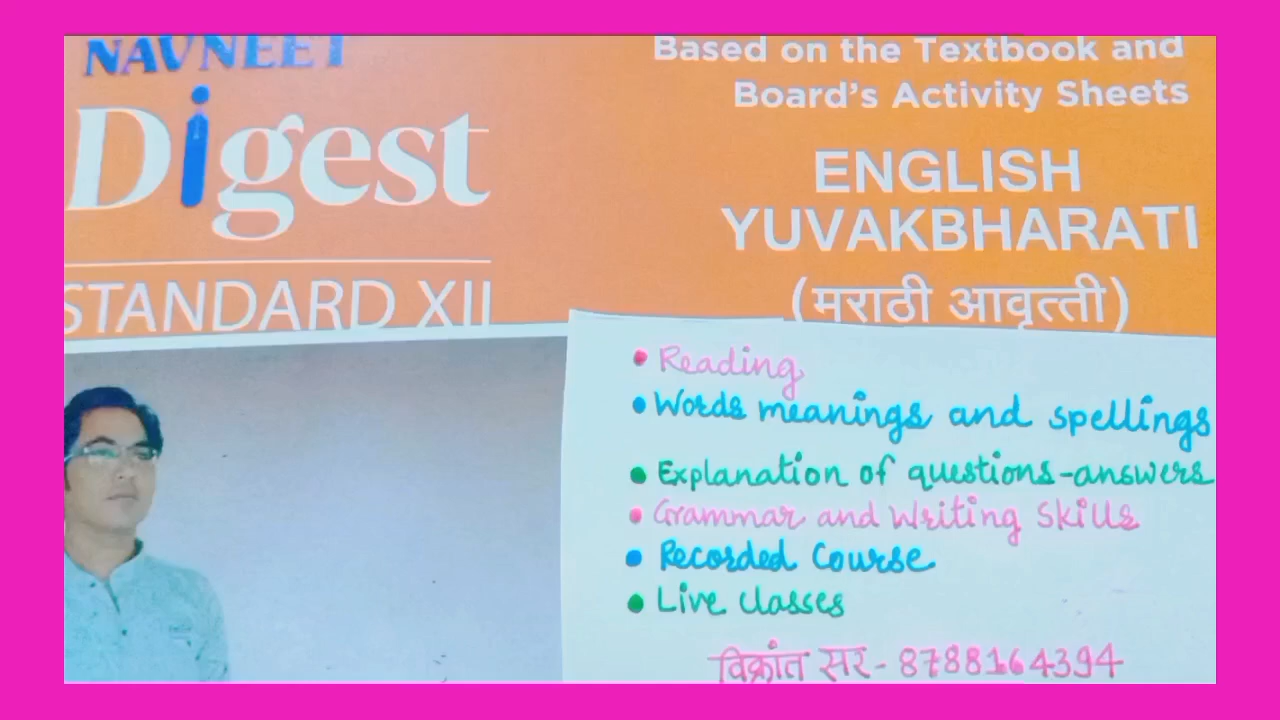 NAVNEET
Digest
STANDARD XII
Based on the Textbook and
Board's Activity Sheets
ENGLISH
YUVAKBHARATI
(मराठी आवृत्ती)
• Reading
• Words meanings and spellings
• Explanation of questions-answers
• Grammar and Writing Skills
• Recorded Course
• Live classes
विक्रांत सर - 8788164394